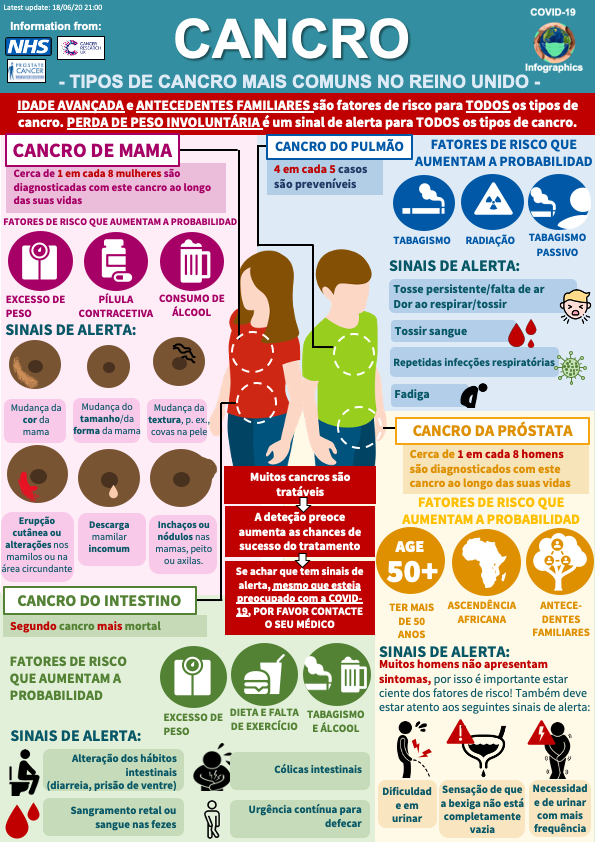 Latest update: 18/06/20 21:00
Information from:
NHS
CANCER
RESEARCH
UK
PROSTATE
CANCER
CANCRO
- TIPOS DE CANCRO MAIS COMUNS NO REINO UNIDO -
COVID-19
Infographics
IDADE AVANÇADA e ANTECEDENTES FAMILIARES são fatores de risco para TODOS os tipos de
cancro. PERDA DE PESO INVOLUNTÁRIA é um sinal de alerta para TODOS os tipos de cancro.
CANCRO DE MAMA
Cerca de 1 em cada 8 mulheres são
diagnosticadas com este cancro ao longo
das suas vidas
FATORES DE RISCO QUE AUMENTAM A PROBABILIDAD
EXCESSO DE
PESO
PÍLULA
CONTRACETIVA
CONSUMO DE
ÁLCOOL
SINAIS DE ALERTA:
Mudança da
cor da
mama
Mudança do
tamanho/da
forma da mama
Mudança da
textura, p. ex.,
covas na pele
Erupção
cutânea ou
alterações nos
mamilos ou na
área circundante
Descarga
mamilar
incomum
Inchaços ou
nódulos nas
mamas, peito
ou axilas.
CANCRO DO PULMÃO
4 em cada 5 casos
são preveníveis
FATORES DE RISCO QUE
AUMENTAM A PROBABILIDAD
TABAGISMO
RADIAÇÃO
TABAGISMO
PASSIVO
SINAIS DE ALERTA:
Tosse persistente/falta de ar
Dor ao respirar/tossir
Tossir sangue
Repetidas infecções respiratórias
Fadiga
Muitos cancros são
tratáveis
A deteção preoce
aumenta as chances de
sucesso do tratamento
Se achar que tem sinais de
alerta, mesmo que esteja
preocupado com a COVID-
19, POR FAVOR CONTACTE
O SEU MÉDICO
CANCRO DA PRÓSTATA
Cerca de 1 em cada 8 homens
são diagnosticados com este
cancro ao longo das suas vidas
FATORES DE RISCO QUE
AUMENTAM A PROBABILIDAD
AGE
50+
TER MAIS
DE 50
ANOS
ASCENDÊNCIA
AFRICANA
ANTECE-
DENTES
FAMILIARES
SINAIS DE ALERTA:
Muitos homens não apresentam
sintomas, por isso é importante estar
ciente dos fatores de risco! Também deve
estar atento aos seguintes sinais de alerta:
Dificuldad
e em
urinar
Sensação de que
a bexiga não está
completamente
vazia
Necessidad
e de urinar
com mais
frequência
CANCRO DO INTESTINO
Segundo cancro mais mortal
FATORES DE RISCO
QUE AUMENTAM A
PROBABILIDAD
EXCESSO DE
PESO
DIETA E FALTA
DE EXERCÍCIO
TABAGISMO
E ÁLCOOL
SINAIS DE ALERTA:
Alteração dos hábitos
intestinais
(diarreia, prisão de ventre)
Cólicas intestinais
Sangramento retal ou
sangue nas fezes
Urgência contínua para
defecar